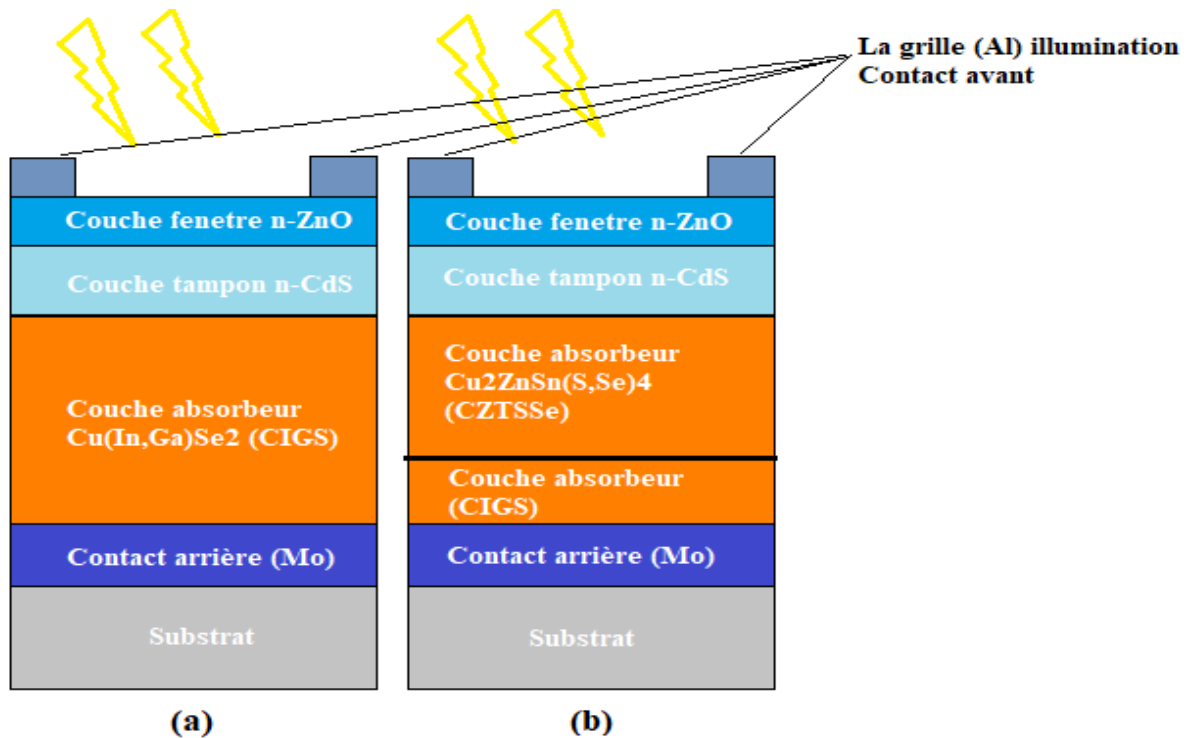 La grille (Al) illumination
Contact avant
Couche fenetre n-ZnO
Couche tampon n-CdS
Couche absorbeur
Cu(In,Ga)Se2 (CIGS)
Contact arrière (Mo)
Substrat
(a)
Couche fenetre n-ZnO
Couche tampon n-CdS
Couche absorbeur
Cu2ZnSn(S,Se)4
(CZTSSe)
Couche absorbeur
(CIGS)
Contact arrière (Mo)
Substrat
(b)